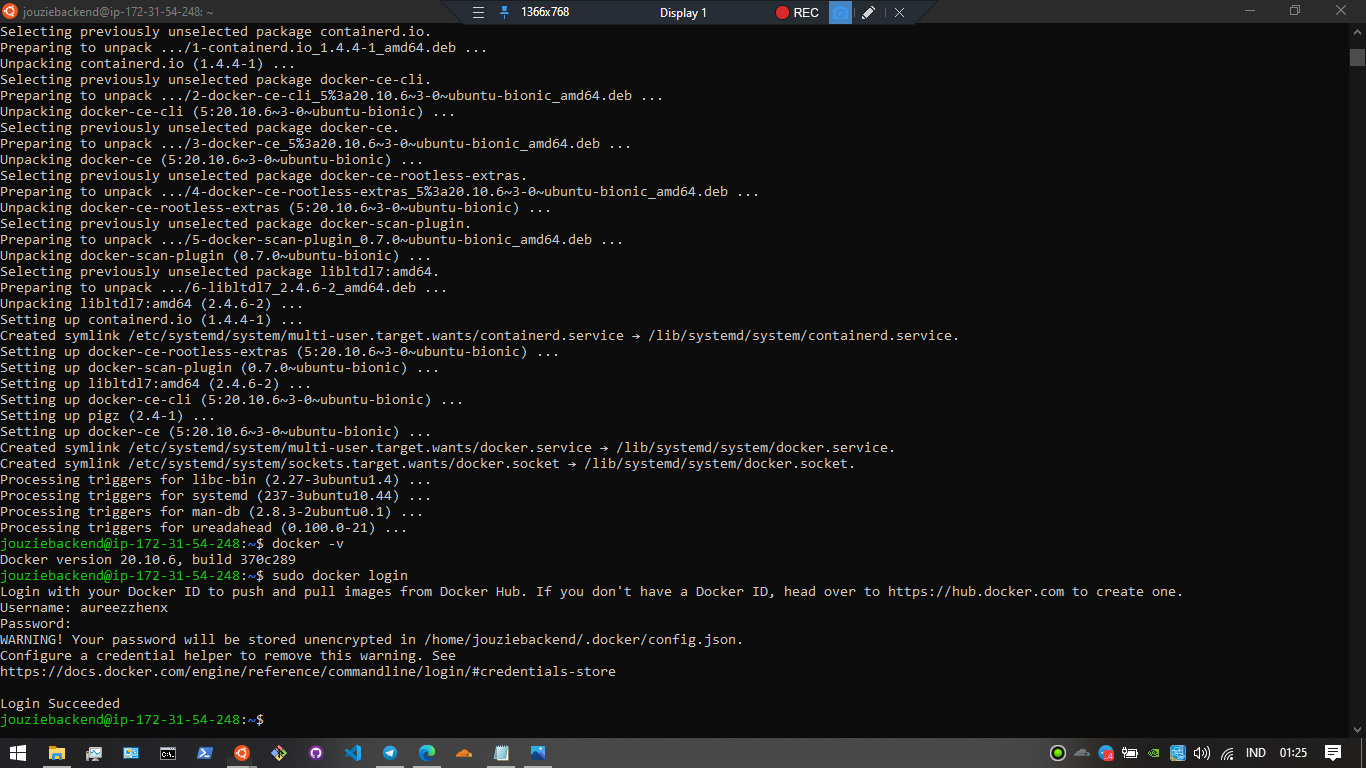 jouziebackend@ip-172-31-54-248: ~
1366x768
Display 1
REC
Selecting previously unselected package containerd.io.
Preparing to unpack .../1-containerd.io_1.4.4-1_amd64.deb ...
Unpacking containerd.io (1.4.4-1) ...
Selecting previously unselected package docker-ce-cli.
Preparing to unpack .../2-docker-ce-cli_5%3a20.10.6~3-0~ubuntu-bionic_amd64.deb ...
Unpacking docker-ce-cli (5:20.10.6~3-0~ubuntu-bionic) ...
Selecting previously unselected package docker-ce.
Preparing to unpack .../3-docker-ce_5%3a20.10.6~3-0~ubuntu-bionic_amd64.deb ...
Unpacking docker-ce (5:20.10.6~3-0~ubuntu-bionic) ...
Selecting previously unselected package docker-ce-rootless-extras.
Preparing to unpack .../4-docker-ce-rootless-extras_5%3a20.10.6~3-0~ubuntu-bionic_amd64.deb ...
Unpacking docker-ce-rootless-extras (5:20.10.6~3-0~ubuntu-bionic) ...
Selecting previously unselected package docker-scan-plugin.
Preparing to unpack .../5-docker-scan-plugin_0.7.0~ubuntu-bionic_amd64.deb ...
Unpacking docker-scan-plugin (0.7.0~ubuntu-bionic) ...
Selecting previously unselected package libltdl7:amd64.
Preparing to unpack .../6-libltdl7_2.4.6-2_amd64.deb ...
Unpacking libltdl7:amd64 (2.4.6-2) ...
Setting up containerd.io (1.4.4-1) ...
Created symlink /etc/systemd/system/multi-user.target.wants/containerd.service → /lib/systemd/system/containerd.service.
Setting up docker-ce-rootless-extras (5:20.10.6~3-0~ubuntu-bionic) ...
Setting up docker-scan-plugin (0.7.0~ubuntu-bionic) ...
Setting up libltdl7:amd64 (2.4.6-2) ...
Setting up docker-ce-cli (5:20.10.6~3-0~ubuntu-bionic) ...
Setting up pigz (2.4-1) ...
Setting up docker-ce (5:20.10.6~3-0~ubuntu-bionic) ...
Created symlink /etc/systemd/system/multi-user.target.wants/docker.service → /lib/systemd/system/docker.service.
Created symlink /etc/systemd/system/sockets.target.wants/docker.socket → /lib/systemd/system/docker.socket.
Processing triggers for libc-bin (2.27-3ubuntu1.4) ...
Processing triggers for systemd (237-3ubuntu10.44) ...
Processing triggers for man-db (2.8.3-2ubuntu0.1) ...
Processing triggers for ureadahead (0.100.0-21) ...
jouziebackend@ip-172-31-54-248:~$ docker -v
Docker version 20.10.6, build 370c289
jouziebackend@ip-172-31-54-248:~$ sudo docker login
Login with your Docker ID to push and pull images from Docker Hub. If you don't have a Docker ID, head over to https://hub.docker.com to create one.
Username: aureezzhenx
Password:
WARNING! Your password will be stored unencrypted in /home/jouziebackend/.docker/config.json.
Configure a credential helper to remove this warning. See
https://docs.docker.com/engine/reference/commandline/login/#credentials-store
Login Succeeded
jouziebackend@ip-172-31-54-248:~$
IND
01:25